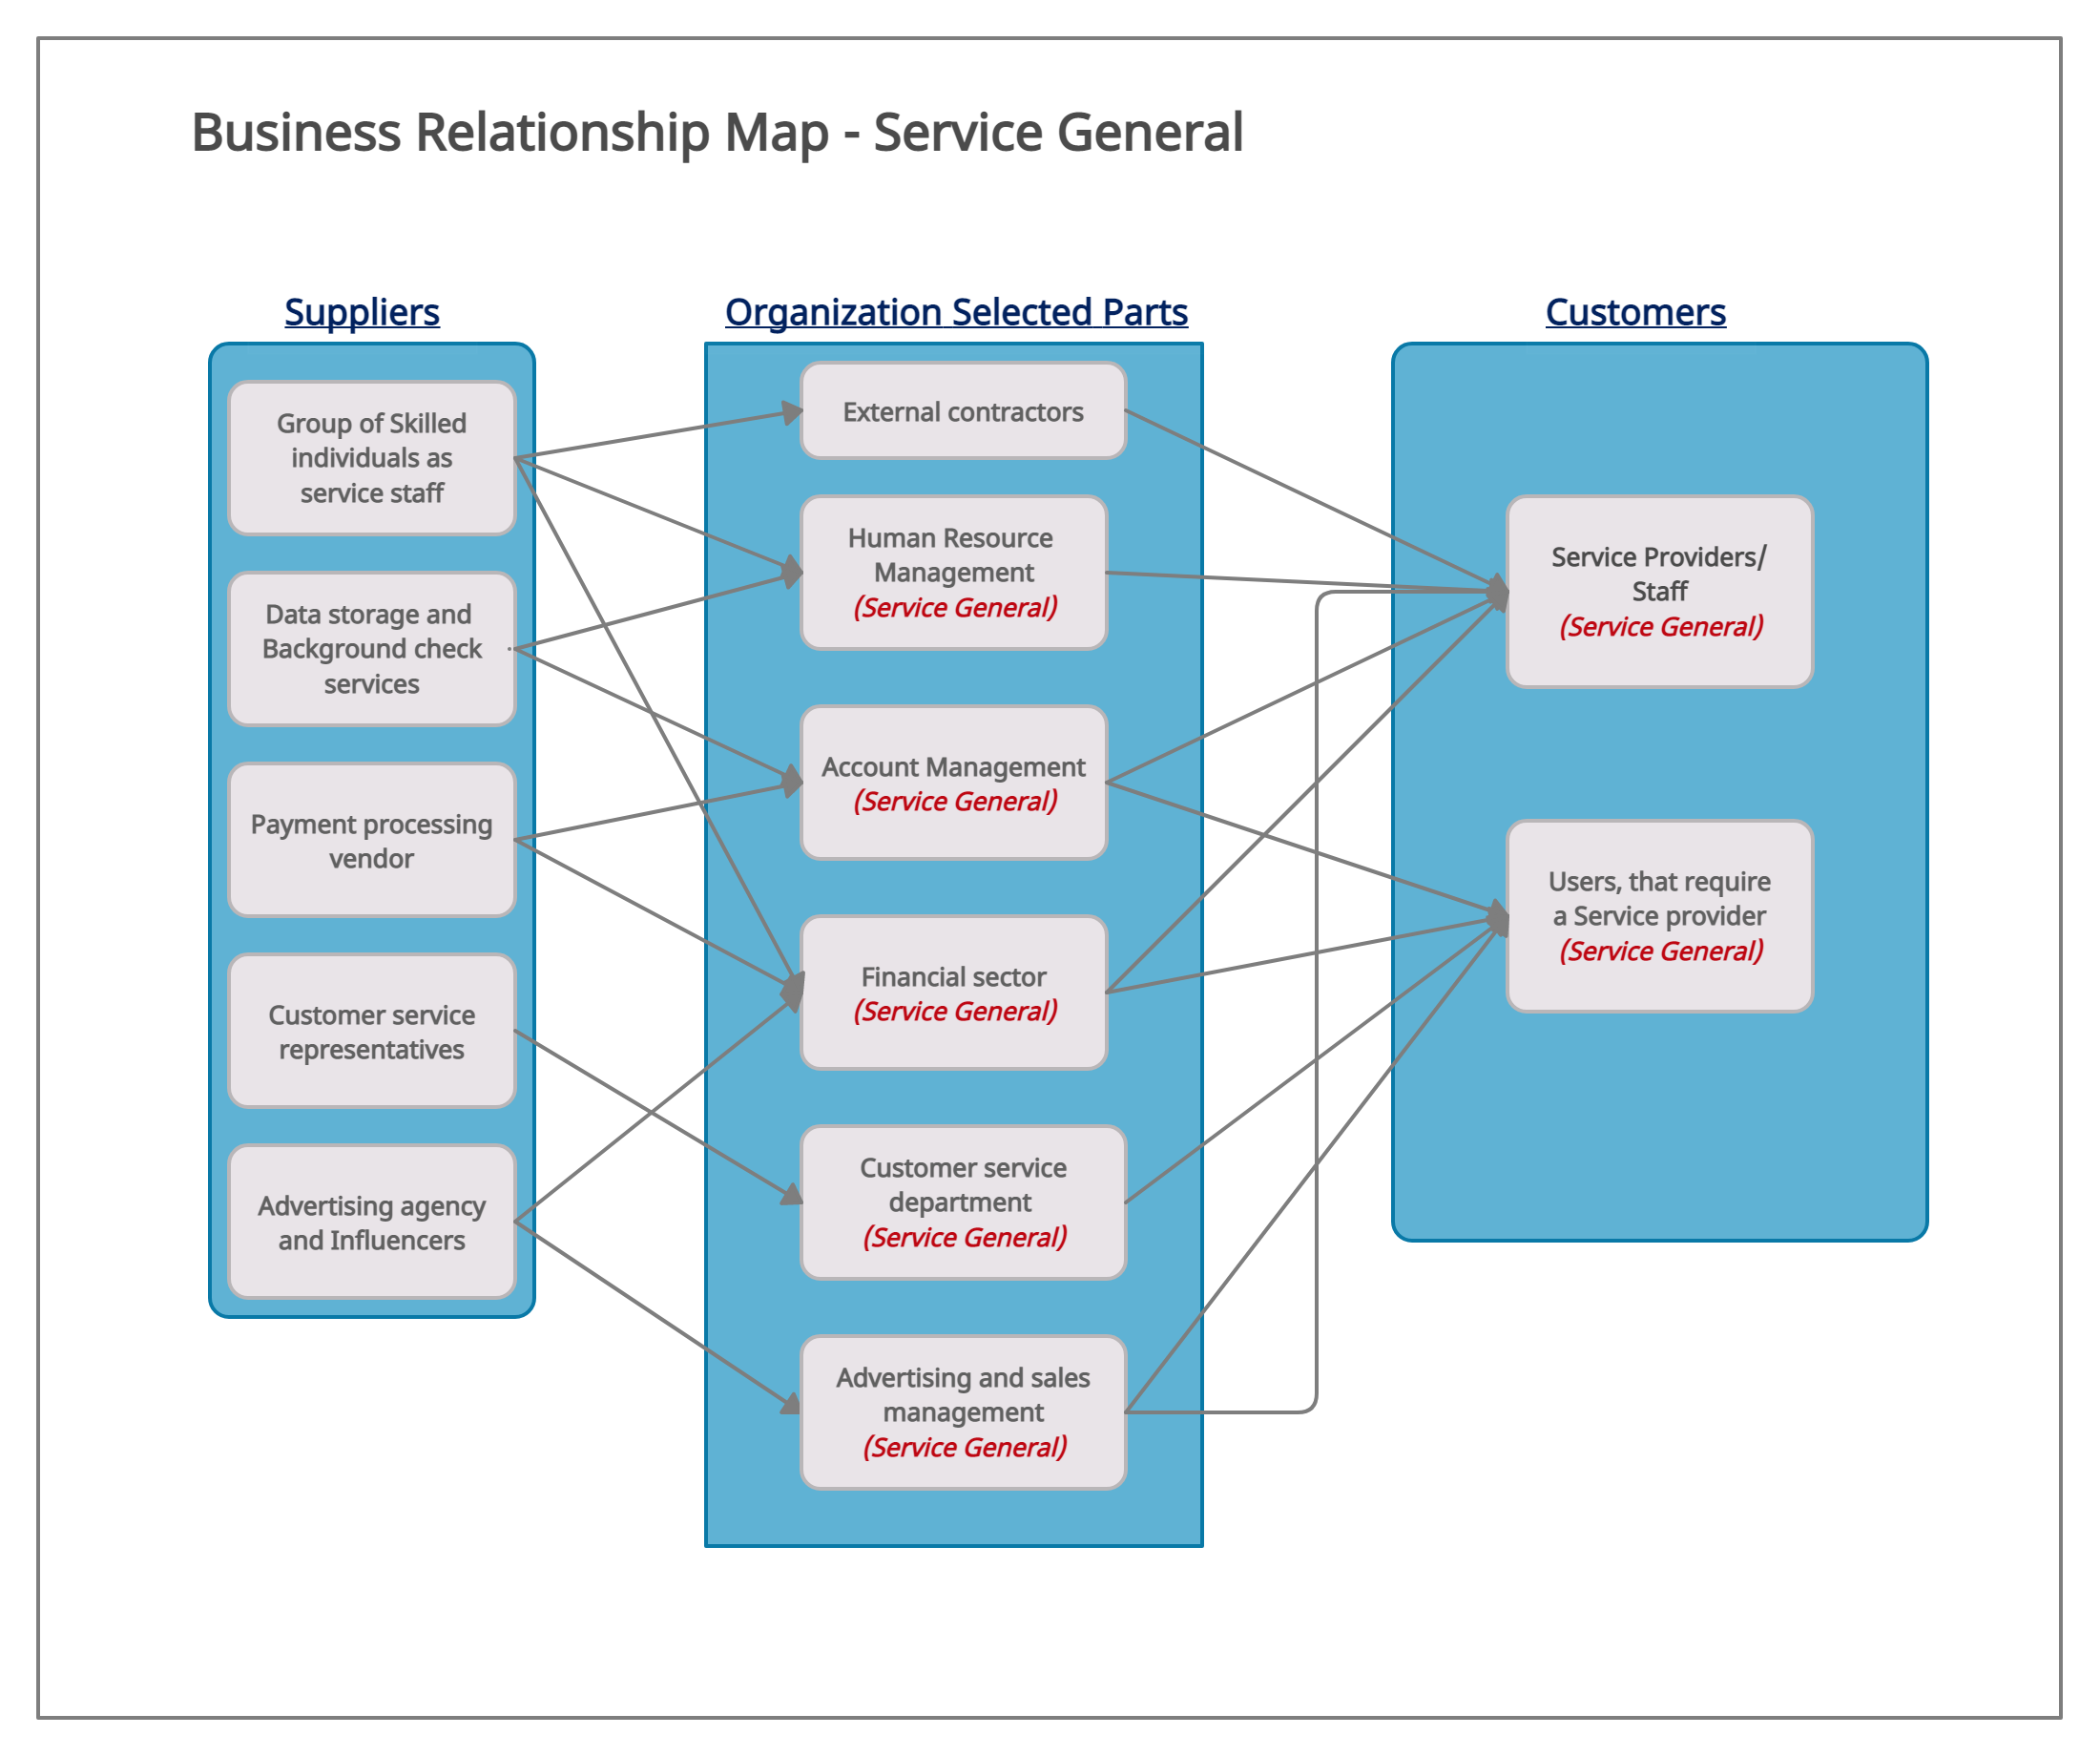 Business Relationship Map - Service General
Suppliers
Group of Skilled
individuals as
service staff
Data storage and
Background check
services
Payment processing
vendor
Customer service
representatives
Advertising agency
and Influencers
Organization Selected Parts
External contractors
Human Resource
Management
(Service General)
Account Management
(Service General)
Financial sector
(Service General)
Customer service
department
(Service General)
Advertising and sales
management
(Service General)
Customers
Service Providers/
Staff
(Service General)
Users, that require
a Service provider
(Service General)